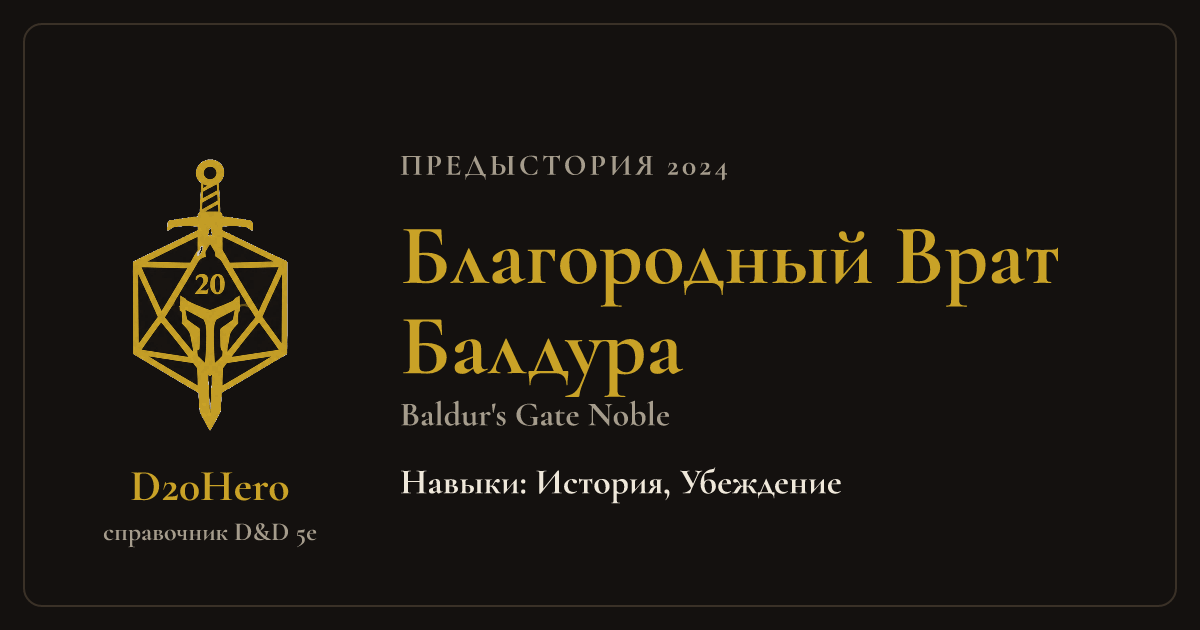 20
D20Hero
справочник D&D 5e
ПРЕДЫСТОРИЯ 2024
Благородный Врат
Балдура
Baldur's Gate Noble
Навыки: История, Убеждение